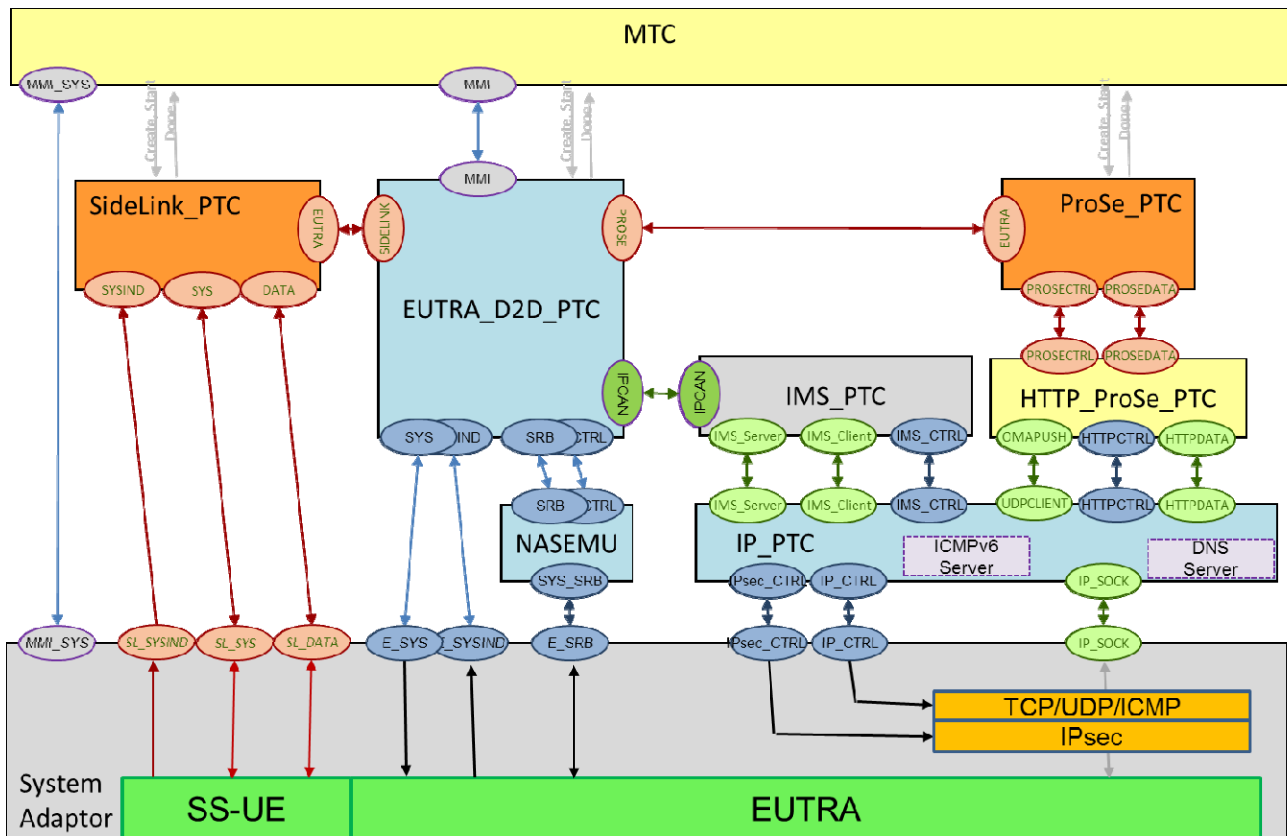 MTC
MMI_SYS
MMI
Create, Start
Done
Create, Start
Done
Create, Start
Done
MMI
SideLink_PTC
EUTRA
SIDELINK
PROSE
EUTRA
ProSe_PTC
SYSIND
SYS
DATA
EUTRA_D2D_PTC
PROSECTRL
PROSEDATA
PROSECTRL
PROSEDATA
IPCAN
IPCAN
IMS_PTC
HTTP_ProSe_PTC
SYS
IND
SRB
CTRL
IMS_Server
IMS_Client
IMS_CTRL
OMAPUSH
HTTPCTRL
HTTPDATA
SRB
CTRL
IMS_Server
IMS_Client
IMS_CTRL
UDPCLIENT
HTTPCTRL
HTTPDATA
NASEMU
IP_PTC
ICMPv6
Server
DNS
Server
SYS_SRB
IPsec_CTRL
IP_CTRL
IP_SOCK
MMI_SYS
SL_SYSIND
SL_SYS
SL_DATA
E_SYS
E_SYSIND
E_SRB
IPsec_CTRL
IP_CTRL
IP_SOCK
TCP/UDP/ICMP
IPsec
System
Adaptor
SS-UE
EUTRA